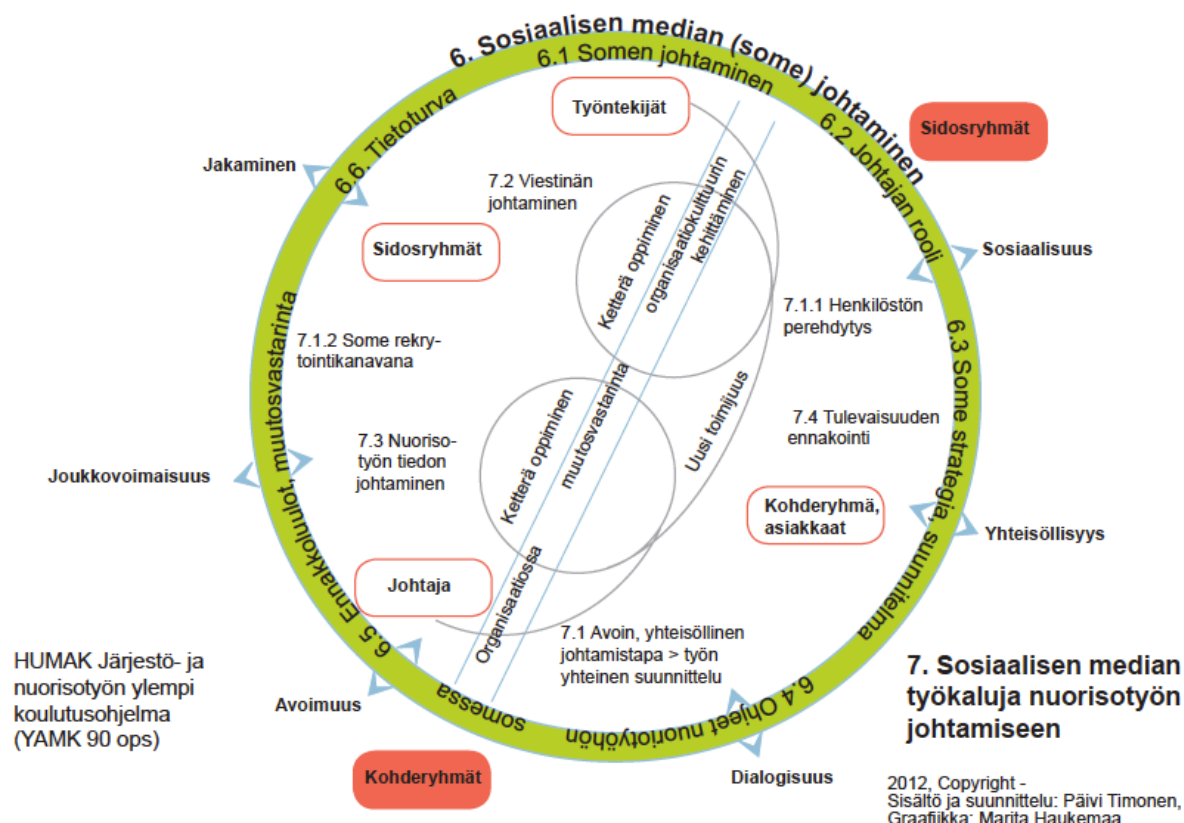 6. Sosiaalisen median (some) johtaminen
6.1 Somen johtaminen
6.2 Johtajan rooli
6.3 Some strategia, suunnitelma
6.4 Ohjeet nuoriotyöhön somessa
6.5 Ennakkoluulot, muutosvastarinta
6.6. Tietoturva
Työntekijät
Sidosryhmät
Jakaminen
7.2 Viestinän
johtaminen
Sidosryhmät
Sosiaalisuus
Ketterä oppiminen
organisaatiokulttuurin
kehittäminen
7.1.1 Henkilöstön
perehdytys
7.1.2 Some rekry-
tointikanavana
muutosvastarinta
Uusi toimijuus
7.4 Tulevaisuuden
ennakointi
7.3 Nuoriso-
työn tiedon
johtaminen
Ketterä oppiminen
Joukkovoimaisuus
Kohderyhmä,
asiakkaat
Yhteisöllisyys
Johtaja
Organisaatiossa
7.1 Avoin, yhteisöllinen
johtamistapa > työn
yhteinen suunnittelu
HUMAK Järjestö- ja
nuorisotyön ylempi
koulutusohjelma
(YAMK 90 ops)
Avoimuus
Kohderyhmät
Dialogisuus
7. Sosiaalisen median
työkaluja nuorisotyön
johtamiseen
2012, Copyright -
Sisältö ja suunnittelu: Päivi Timonen,
Graafiikka: Marita Haukemaa